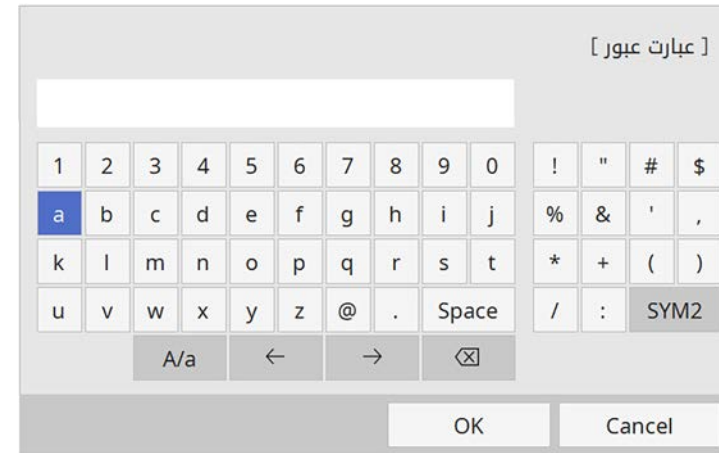 [ عبارت عبور ]
1 2 3 4 5 6 7 8 9 0 ! " # $
a b c d e f g h i j % & ' ,
k l m n o p q r s t * + ( )
u v w x y z @ . Space / : SYM2
A/a ← → ⌫
OK Cancel